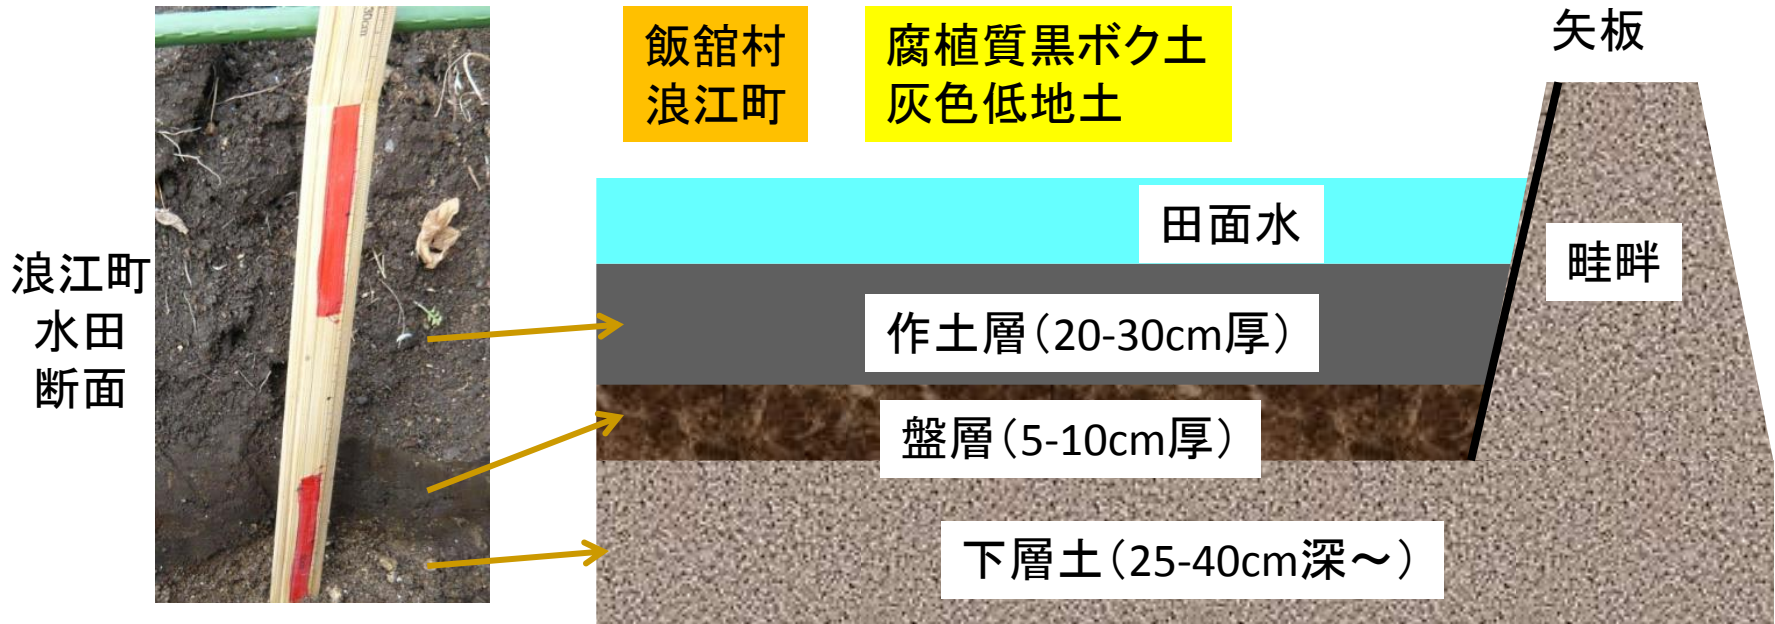 30cm
飯舘村
浪江町
腐植質黒ボク土
灰色低地土
矢板
田面水
畦畔
浪江町
水田
断面
作土層（20-30cm厚）
盤層（5-10cm厚）
下層土（25-40cm深～）